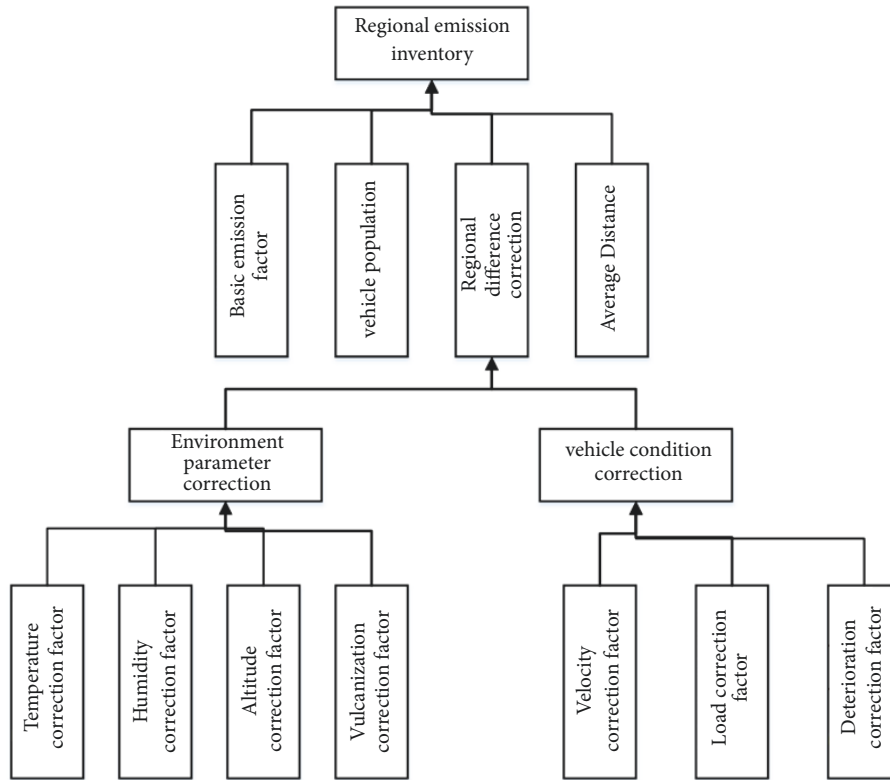 Regional emission
inventory
Basic emission
factor
vehicle population
Regional
difference
correction
Average Distance
Environment
parameter
correction
vehicle condition
correction
Temperature
correction factor
Humidity
correction factor
Altitude
correction factor
Vulcanization
correction factor
Velocity
correction factor
Load correction
factor
Deterioration
correction factor